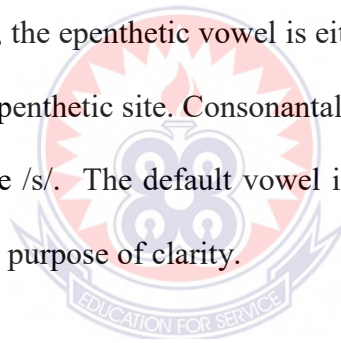 , the epenthetic vowel is eit
penthetic site. Consonantal
e /s/. The default vowel i
purpose of clarity.
EDUCATION FOR SERVICE